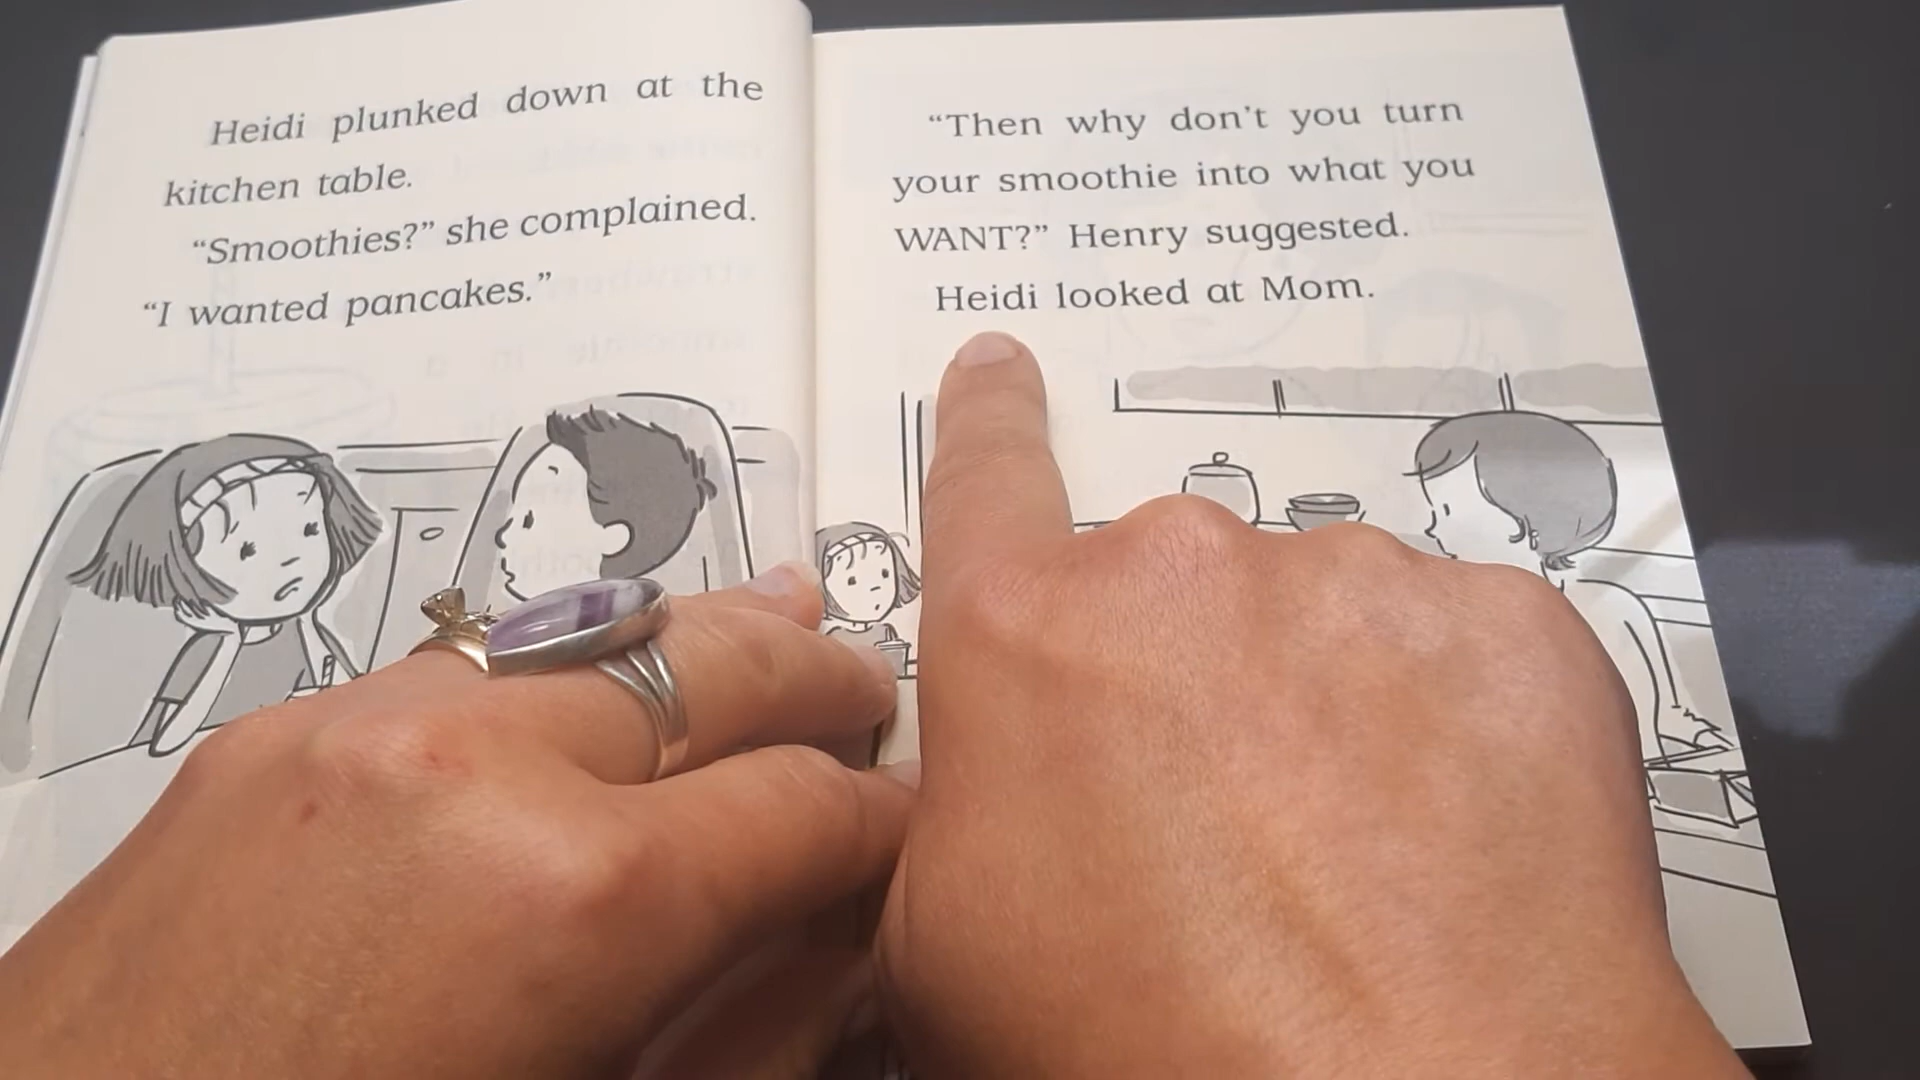 Heidi plunked down at the
kitchen table.
“Smoothies?” she complained.
“I wanted pancakes.”
“Then why don’t you turn
your smoothie into what you
WANT?” Henry suggested.
Heidi looked at Mom.